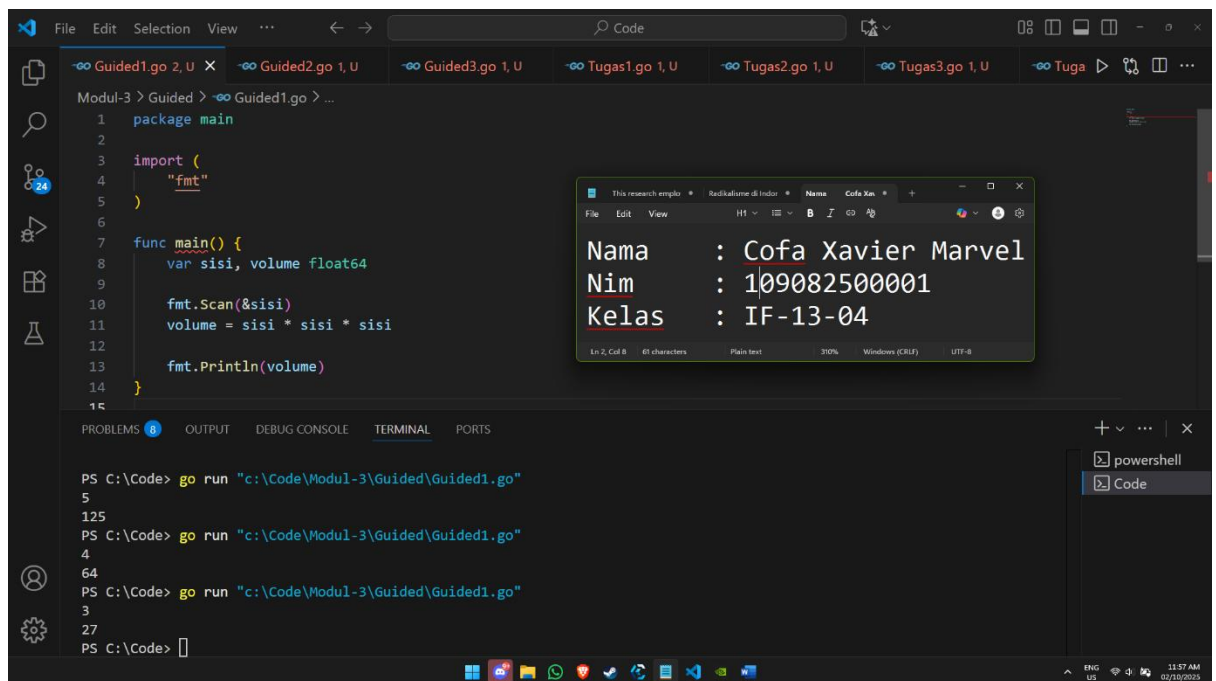 File Edit Selection View ··· Code
Guided1.go 2, U Guided2.go 1, U Guided3.go 1, U Tugas1.go 1, U Tugas2.go 1, U Tugas3.go 1, U Tuga
Modul-3 > Guided > Guided1.go > ...
1 package main
2
3 import (
4 "fmt"
5 )
6
7 func main() {
8 var sisi, volume float64
9
10 fmt.Scan(&sisi)
11 volume = sisi * sisi * sisi
12
13 fmt.Println(volume)
14 }
15
24
This research emplo Radikalisme di Indor Nama Cofa Xav
File Edit View H1 B I
Nama : Cofa Xavier Marvel
Nim : 109082500001
Kelas : IF-13-04
Ln 2, Col 8 61 characters Plain text 310% Windows (CRLF) UTF-8
PROBLEMS 8 OUTPUT DEBUG CONSOLE TERMINAL PORTS
powershell
Code
PS C:\Code> go run "c:\Code\Modul-3\Guided\Guided1.go"
5
125
PS C:\Code> go run "c:\Code\Modul-3\Guided\Guided1.go"
4
64
PS C:\Code> go run "c:\Code\Modul-3\Guided\Guided1.go"
3
27
PS C:\Code>
ENG
US
11:57 AM
02/10/2025